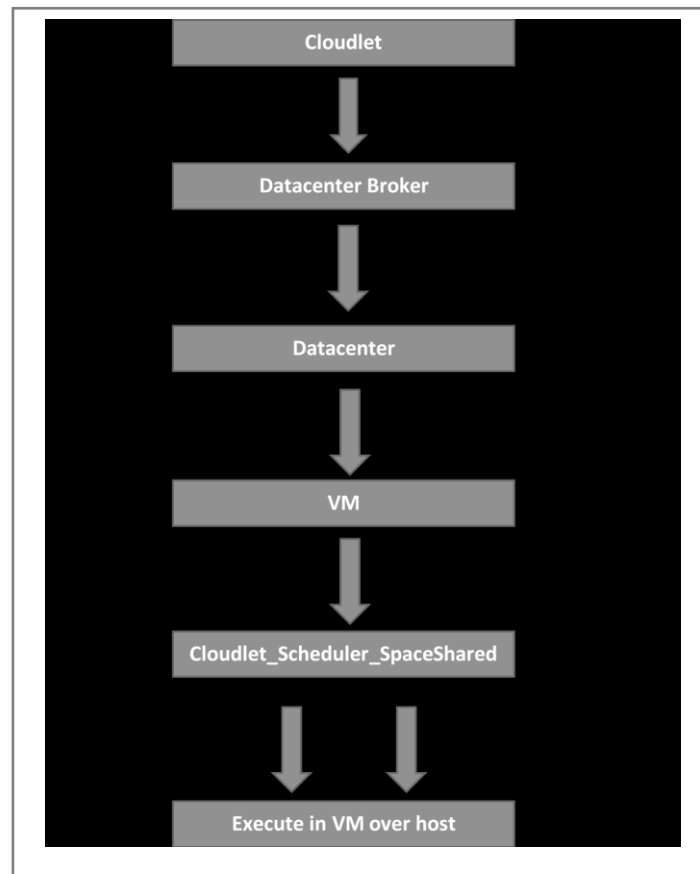 Cloudlet
Datacenter Broker
Datacenter
VM
Cloudlet_Scheduler_SpaceShared
Execute in VM over host